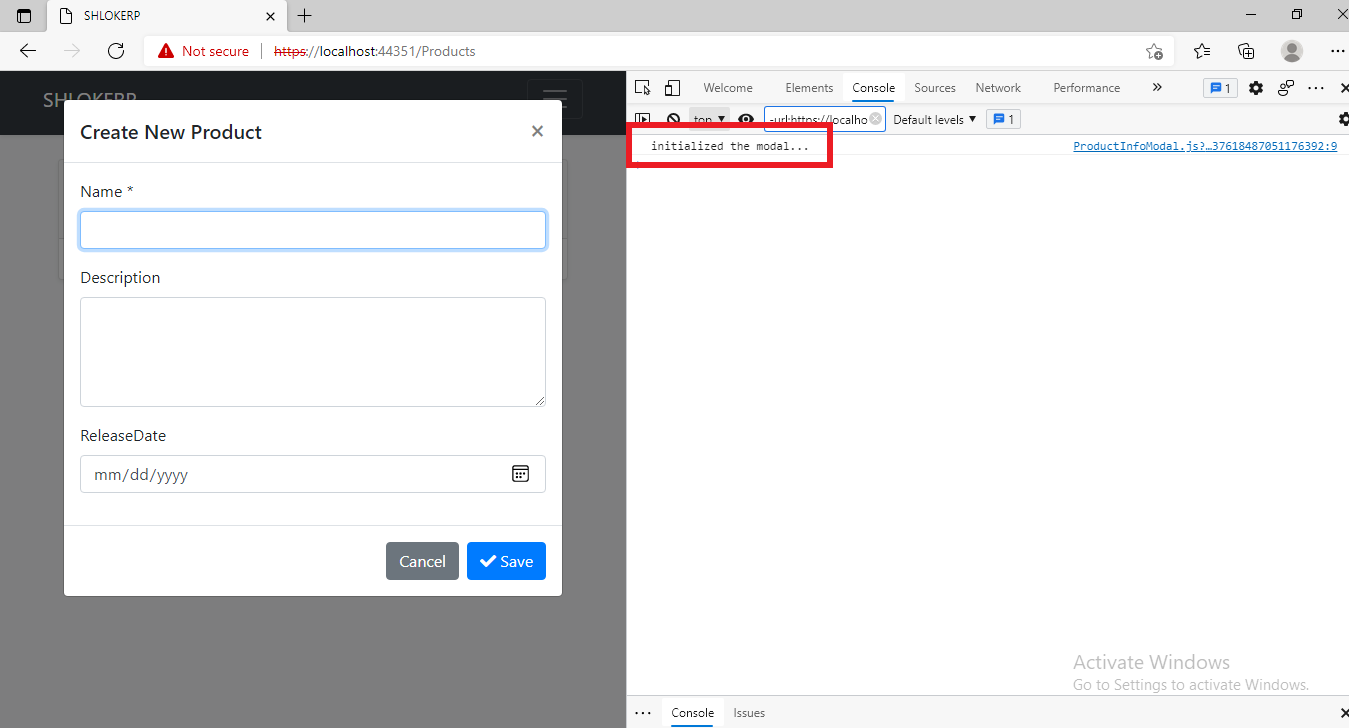 SHLOKERP
Not secure https://localhost:44351/Products
SHLOKERP
Create New Product
Name *
Description
ReleaseDate
mm/dd/yyyy
Cancel
Save
Welcome Elements Console Sources Network Performance 1
top -url:https://localho Default levels 1
initialized the modal... ProductInfoModal.js?…37618487051176392:9
Activate Windows
Go to Settings to activate Windows.
Console Issues